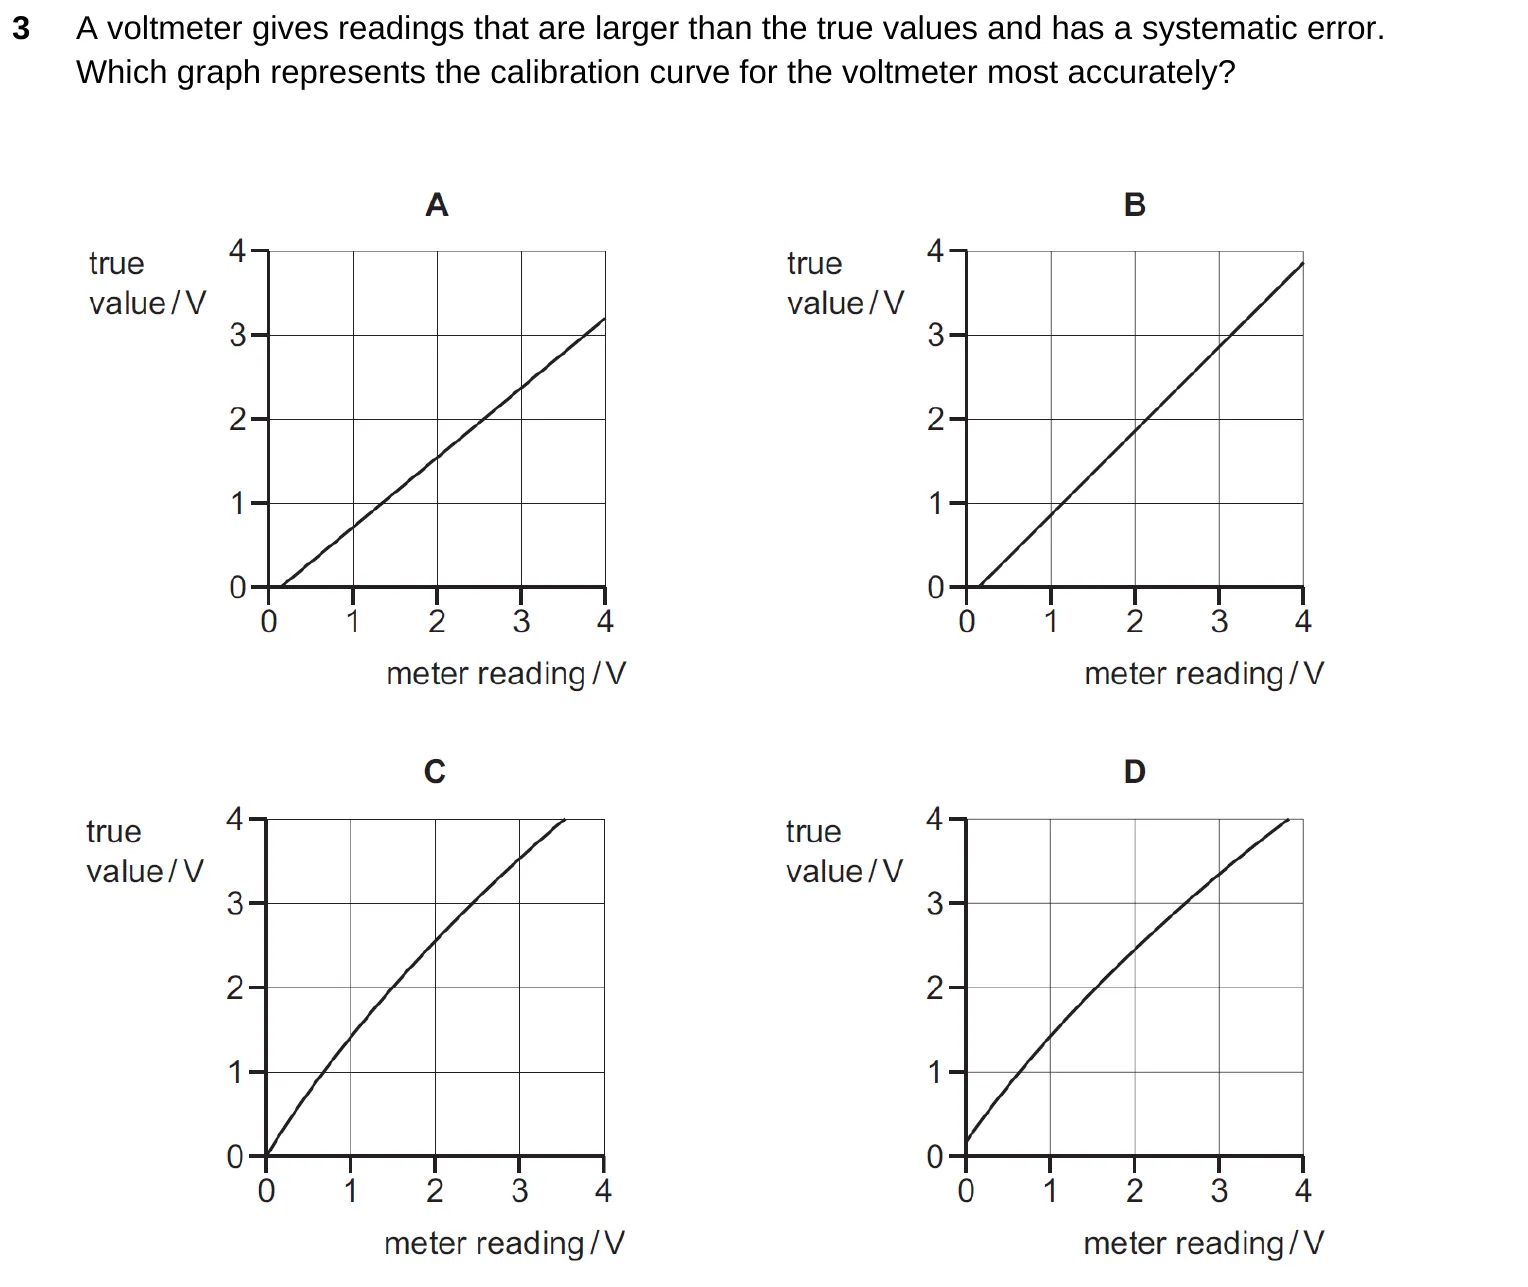 3 A voltmeter gives readings that are larger than the true values and has a systematic error.
Which graph represents the calibration curve for the voltmeter most accurately?
A
true
value / V
4
3
2
1
0
0 1 2 3 4
meter reading / V
B
true
value / V
4
3
2
1
0
0 1 2 3 4
meter reading / V
C
true
value / V
4
3
2
1
0
0 1 2 3 4
meter reading / V
D
true
value / V
4
3
2
1
0
0 1 2 3 4
meter reading / V